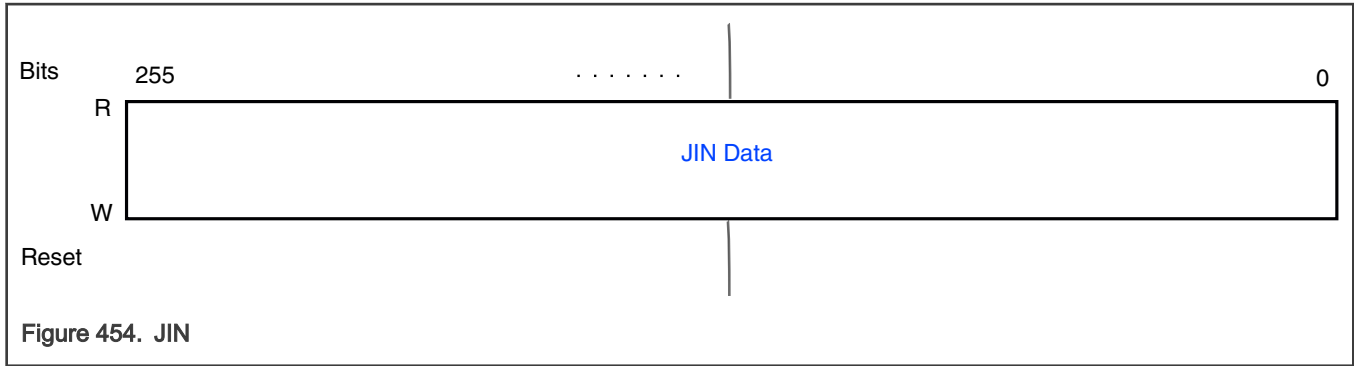 Bits 255 . . . . . . . 0
R
JIN Data
W
Reset
Figure 454. JIN